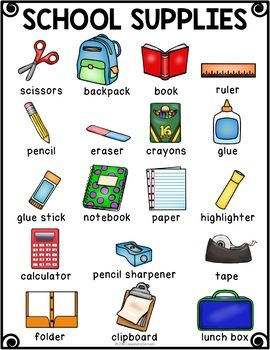 SCHOOL SUPPLIES
scissors backpack book ruler
16
pencil eraser crayons glue
glue stick notebook paper highlighter
calculator pencil sharpener tape
folder clipboard lunch box